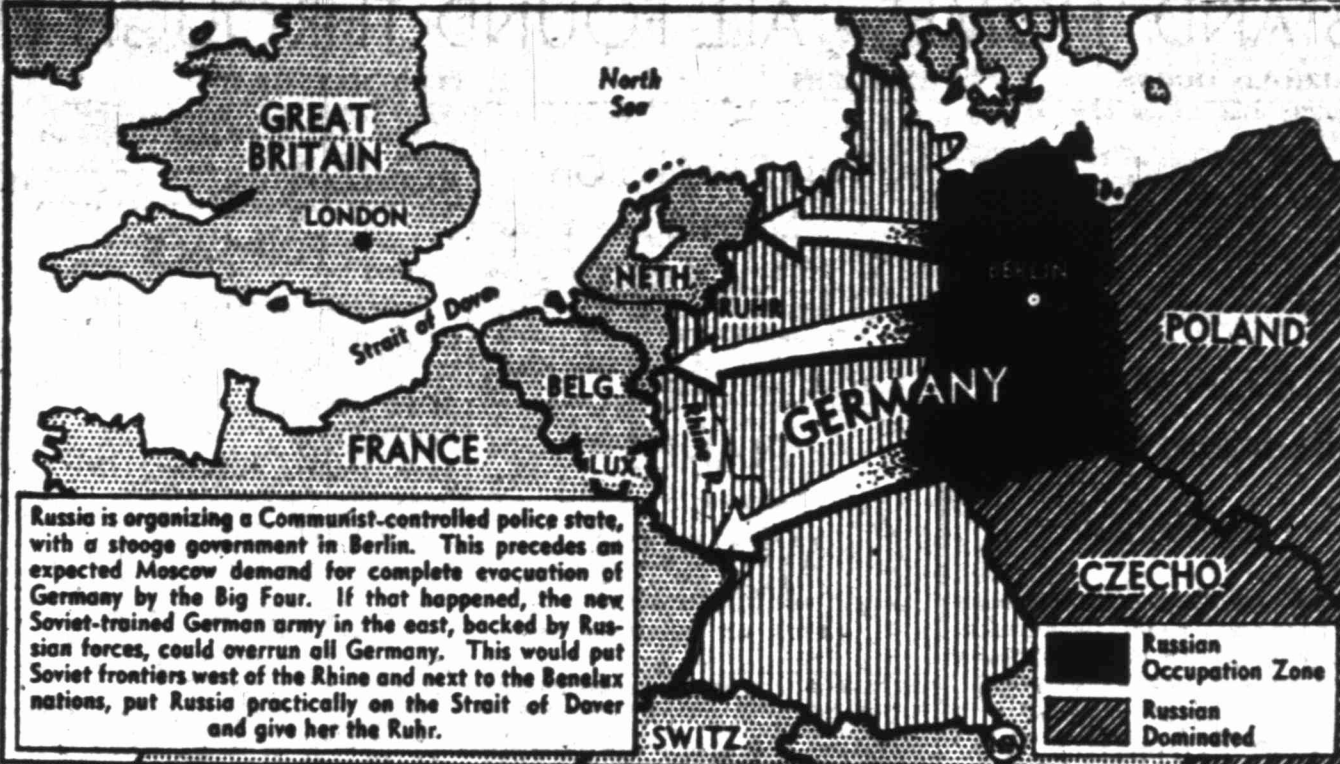 North
Sea
GREAT
BRITAIN
LONDON
Strait of Dover
NETH.
RUHR
BERLIN
POLAND
BELG.
GERMANY
Rhine
FRANCE
LUX.
CZECHO.
SWITZ.
Russia is organizing a Communist-controlled police state,
with a stooge government in Berlin. This precedes an
expected Moscow demand for complete evacuation of
Germany by the Big Four. If that happened, the new
Soviet-trained German army in the east, backed by Rus-
sian forces, could overrun all Germany. This would put
Soviet frontiers west of the Rhine and next to the Benelux
nations, put Russia practically on the Strait of Dover
and give her the Ruhr.
Russian
Occupation Zone
Russian
Dominated